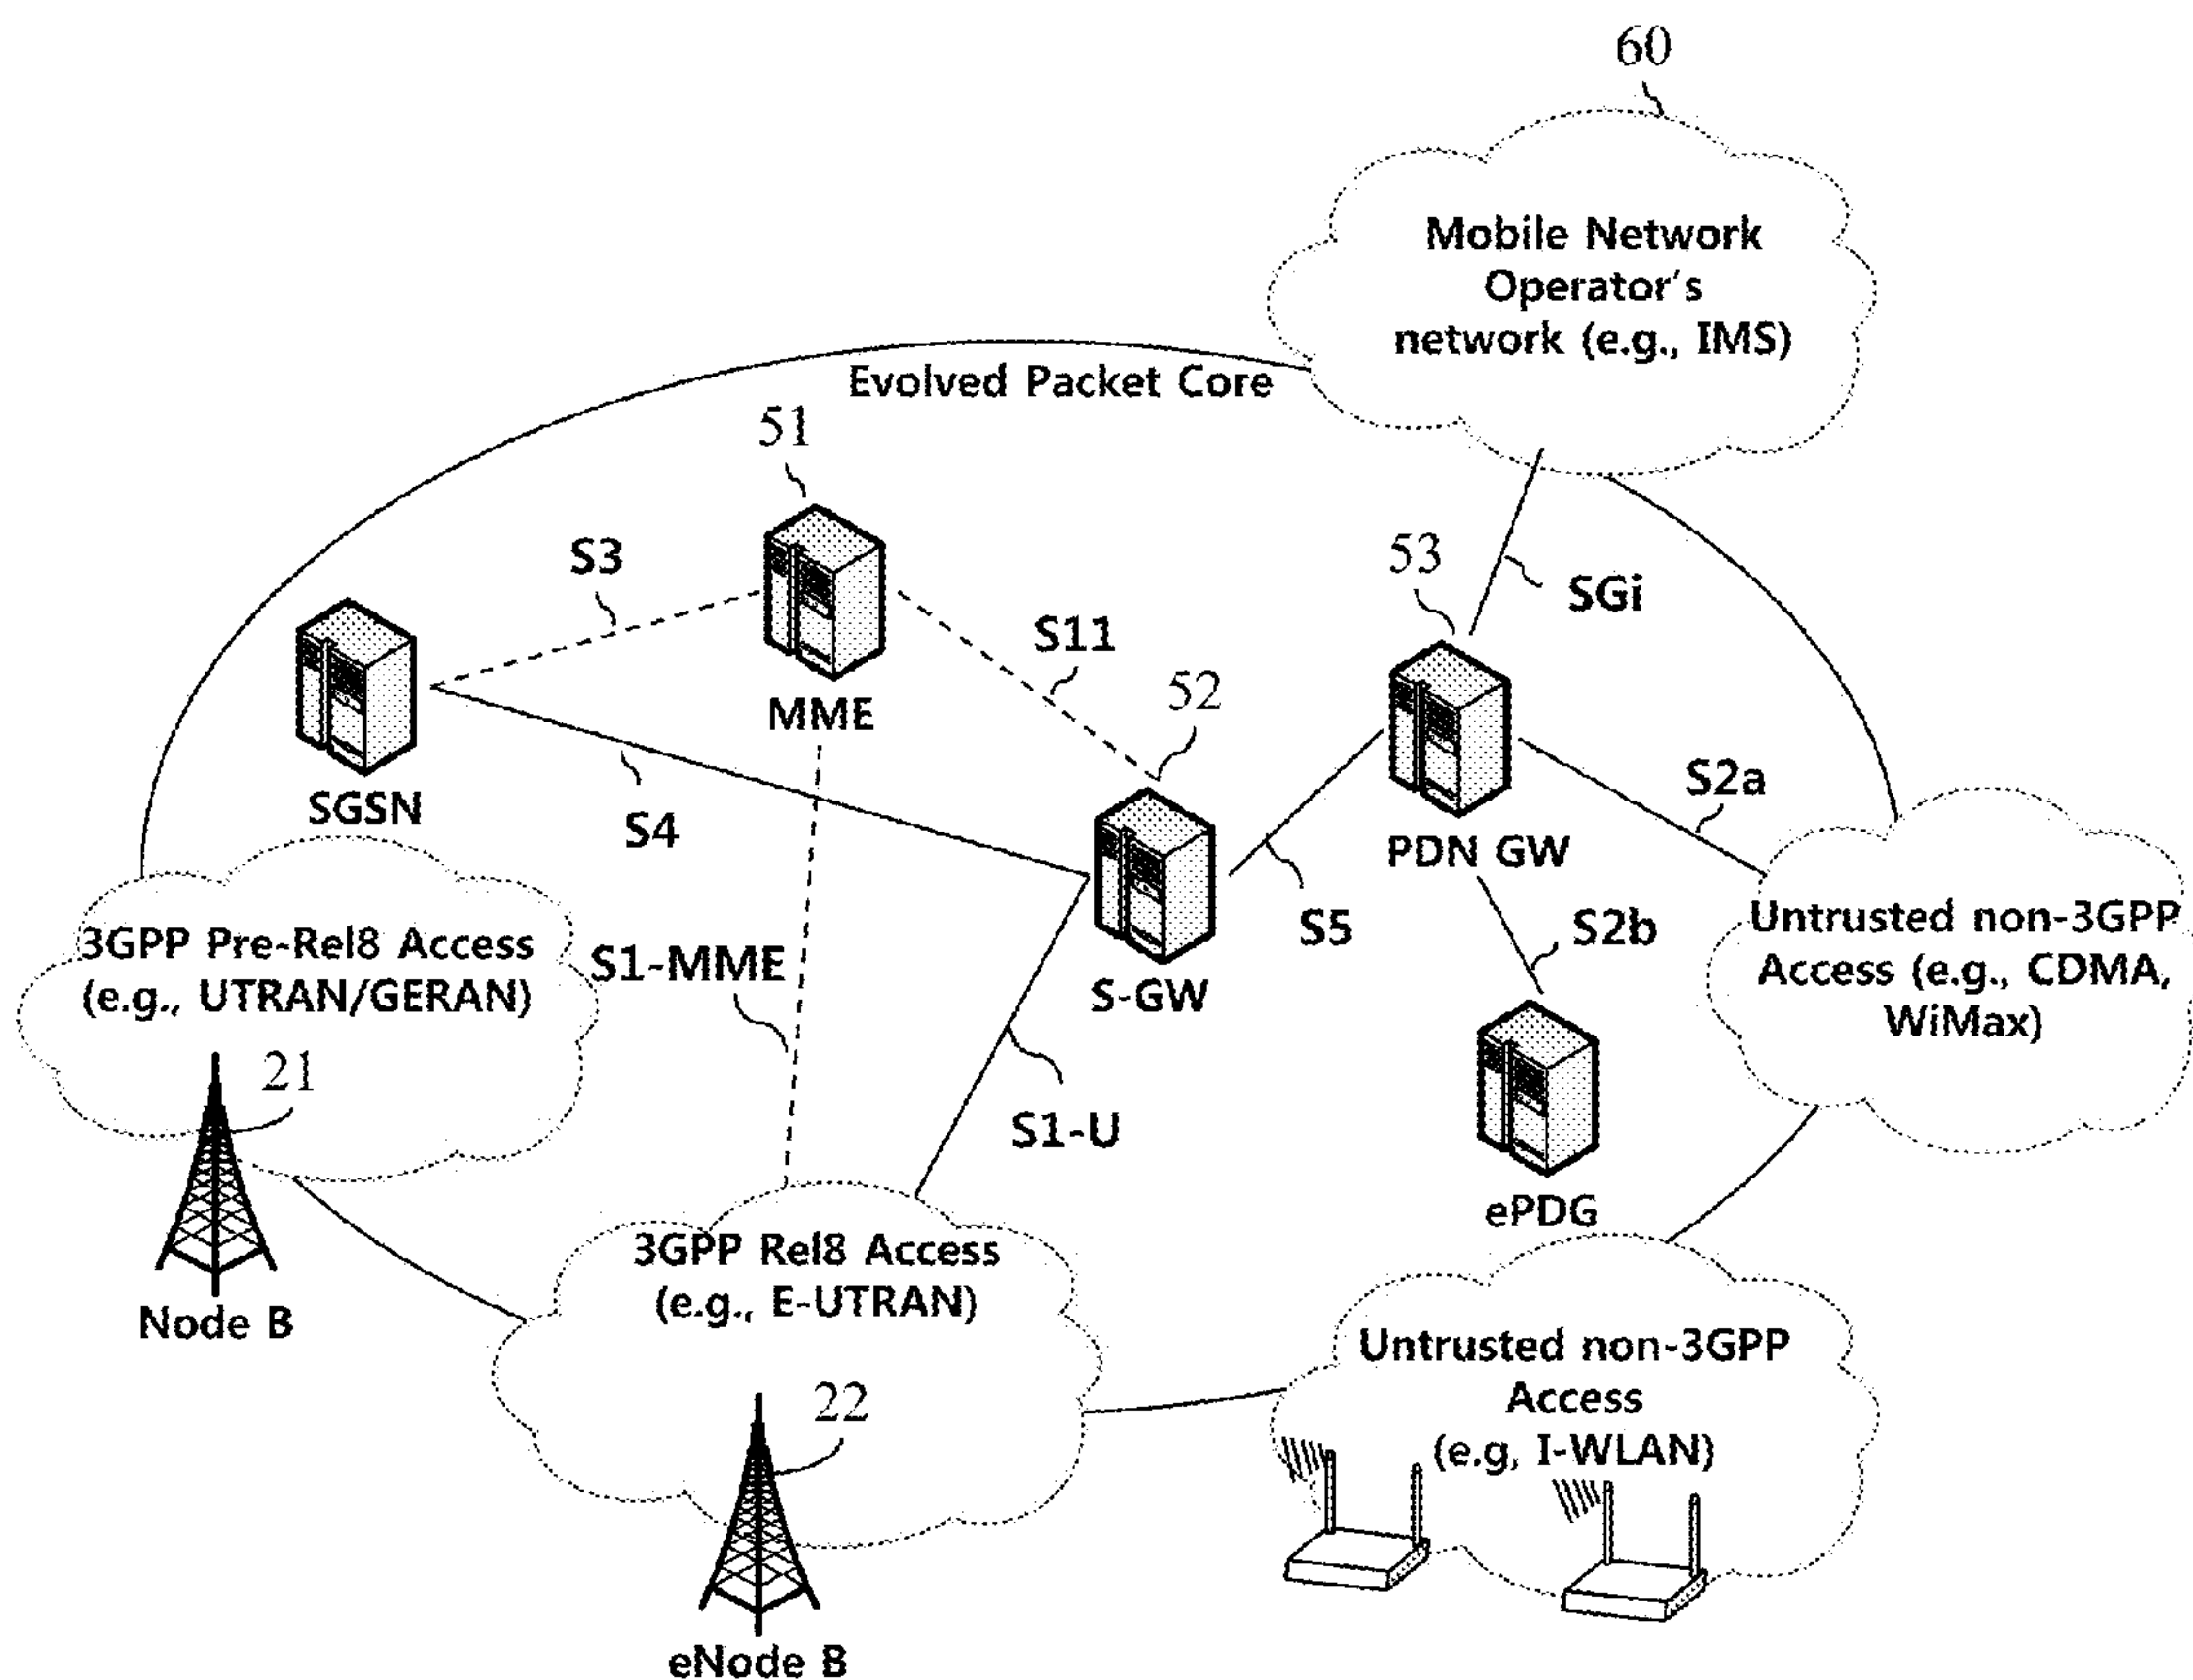 60
Mobile Network
Operator's
network (e.g., IMS)
Evolved Packet Core
51
S3
53
SGi
S11
52
MME
S2a
SGSN
S4
PDN GW
S5
S2b
3GPP Pre-Rel8 Access
(e.g., UTRAN/GERAN)
S1-MME
S-GW
Untrusted non-3GPP
Access (e.g., CDMA,
WiMax)
21
S1-U
ePDG
3GPP Rel8 Access
(e.g., E-UTRAN)
Node B
Untrusted non-3GPP
Access
(e.g, I-WLAN)
22
eNode B